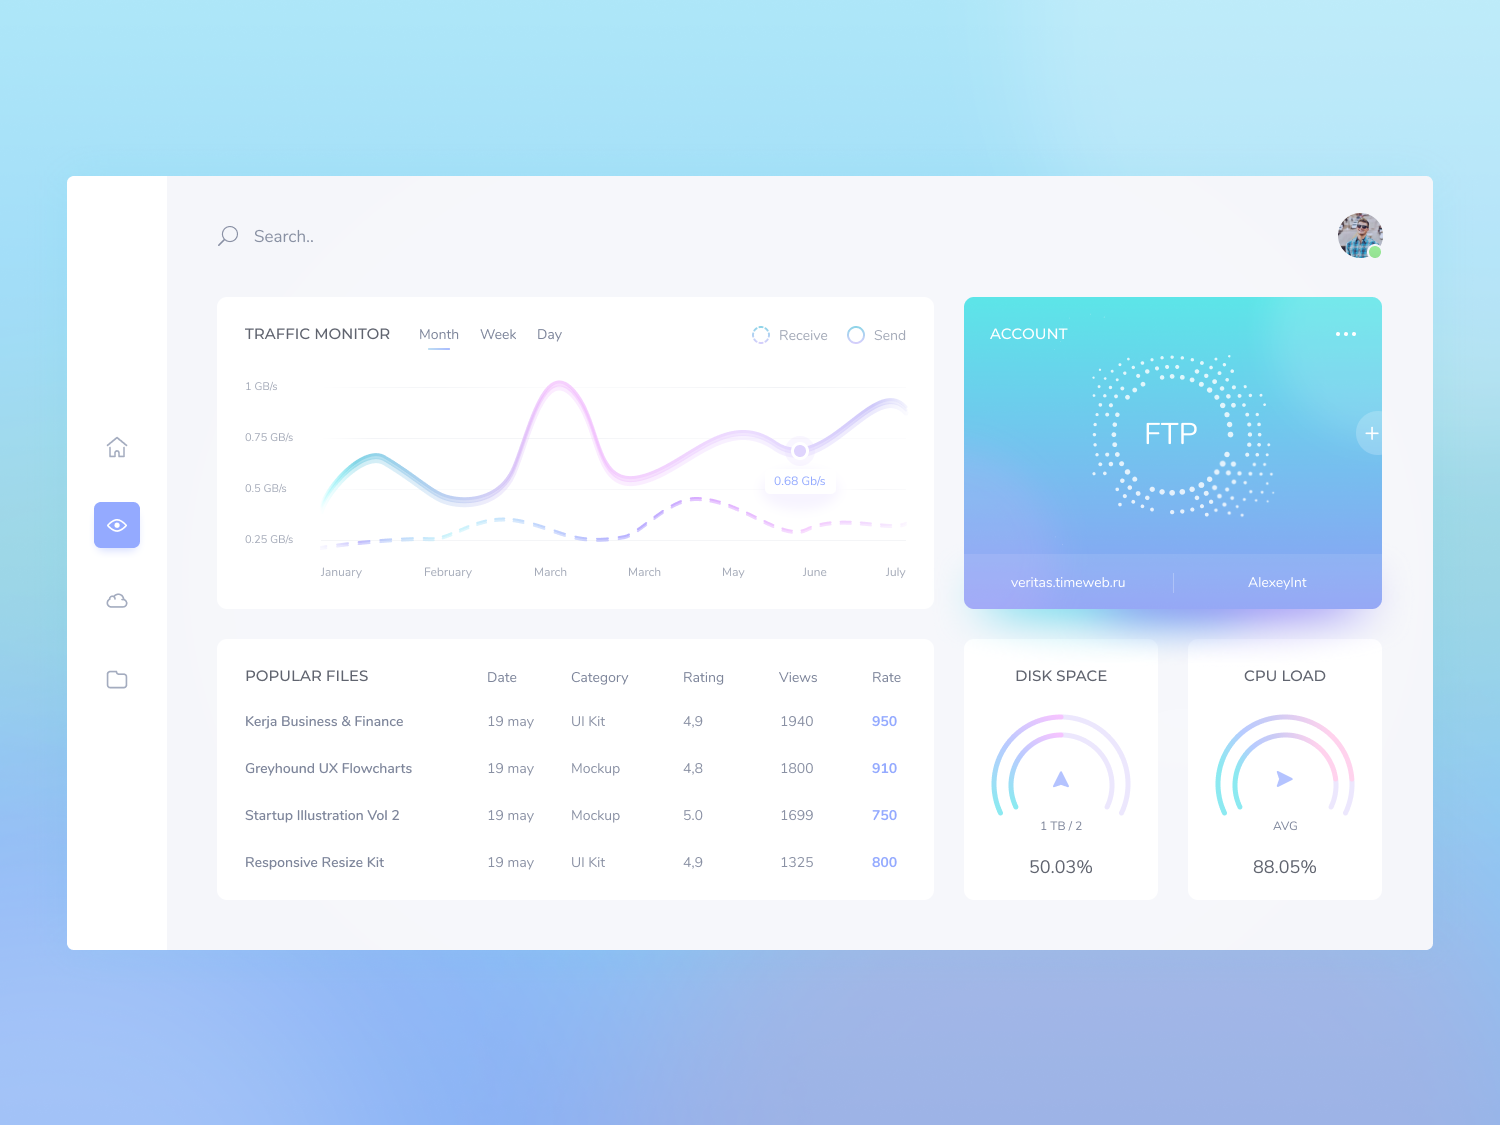 Search..
TRAFFIC MONITOR Month Week Day Receive Send
1 GB/s
0.75 GB/s
0.5 GB/s
0.68 Gb/s
0.25 GB/s
January February March March May June July
ACCOUNT
FTP
+
veritas.timeweb.ru AlexeyInt
POPULAR FILES Date Category Rating Views Rate
Kerja Business & Finance 19 may UI Kit 4,9 1940 950
Greyhound UX Flowcharts 19 may Mockup 4,8 1800 910
Startup Illustration Vol 2 19 may Mockup 5.0 1699 750
Responsive Resize Kit 19 may UI Kit 4,9 1325 800
DISK SPACE
1 TB / 2
50.03%
CPU LOAD
AVG
88.05%